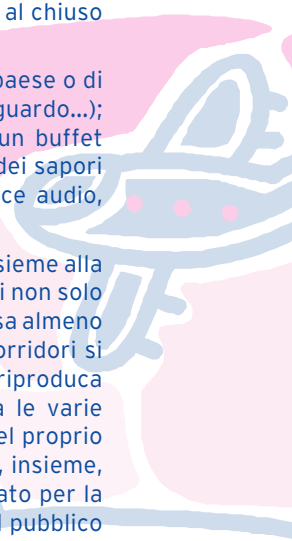 al chiuso
paese o di
guardo...);
un buffet
dei sapori
ce audio,
sieme alla
i non solo
sa almeno
orridori si
riproduca
a le varie
el proprio
, insieme,
ato per la
l pubblico